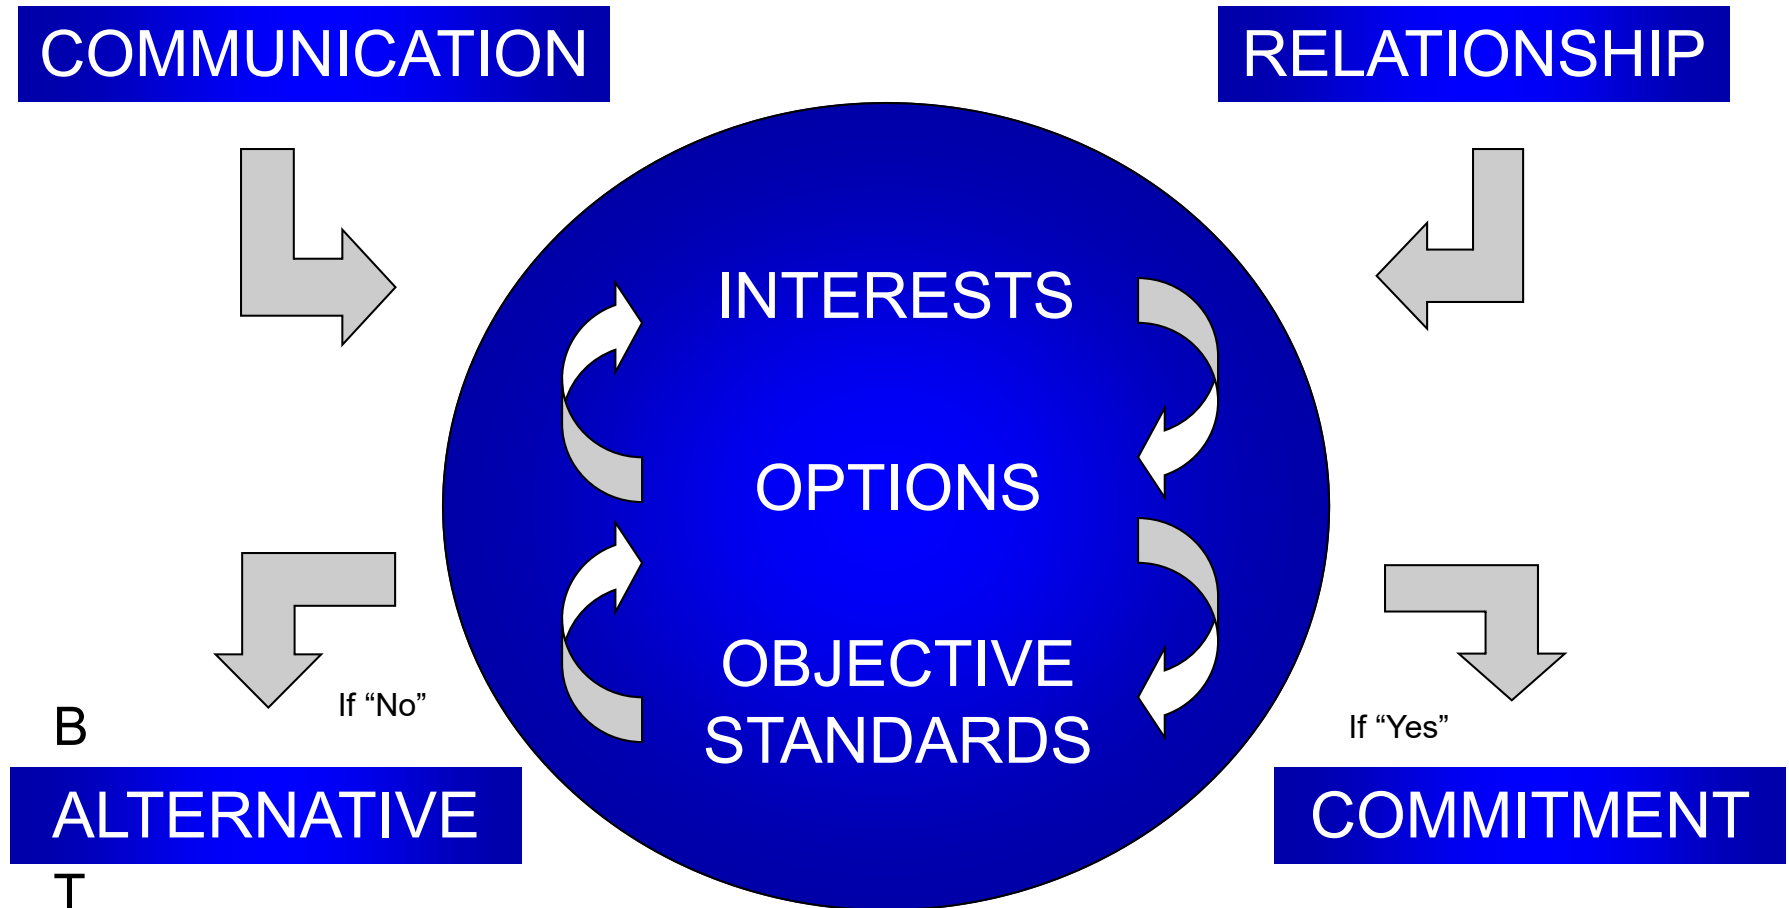 COMMUNICATION
RELATIONSHIP
INTERESTS
OPTIONS
OBJECTIVE
STANDARDS
If “No”
B
If “Yes”
ALTERNATIVE
COMMITMENT
T